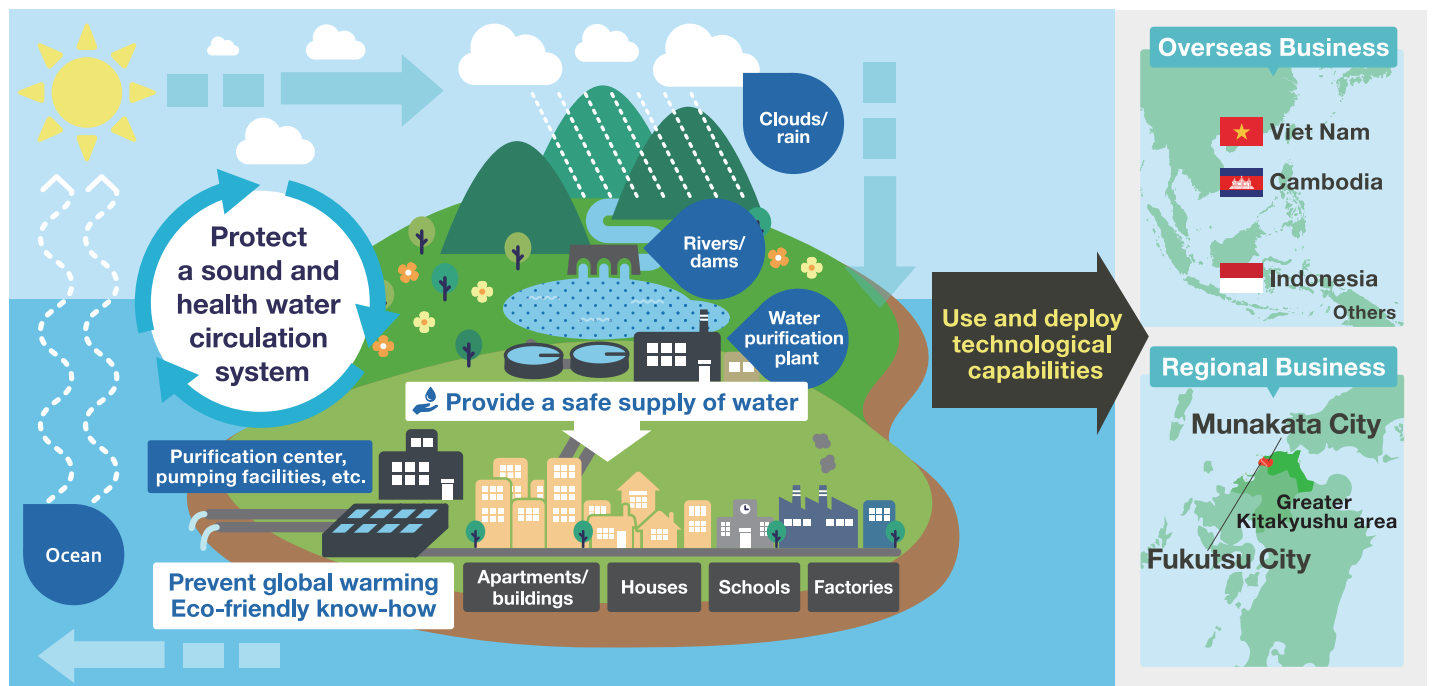 Clouds/
rain
Protect
a sound and
health water
circulation
system
Rivers/
dams
Water
purification
plant
Provide a safe supply of water
Purification center,
pumping facilities, etc.
Ocean
Prevent global warming
Eco-friendly know-how
Apartments/
buildings
Houses
Schools
Factories
Use and deploy
technological
capabilities
Overseas Business
Viet Nam
Cambodia
Indonesia
Others
Regional Business
Munakata City
Greater
Kitakyushu area
Fukutsu City